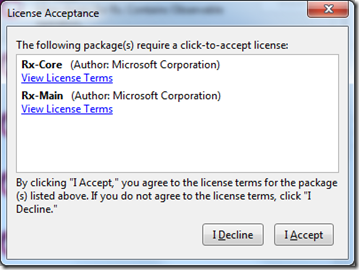 License Acceptance
The following package(s) require a click-to-accept license:
Rx-Core (Author: Microsoft Corporation)
View License Terms
Rx-Main (Author: Microsoft Corporation)
View License Terms
By clicking "I Accept," you agree to the license terms for the package
(s) listed above. If you do not agree to the license terms, click "I
Decline."
I Decline I Accept